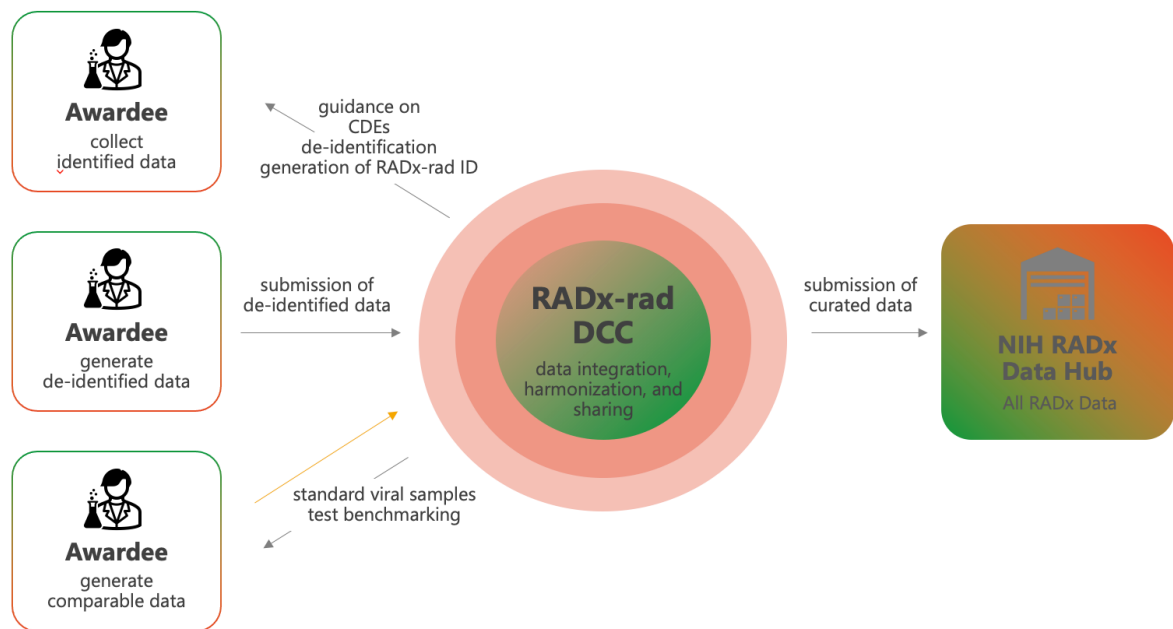 Awardee
collect
identified data
guidance on
CDEs
de-identification
generation of RADx-rad ID
Awardee
generate
de-identified data
submission of
de-identified data
RADx-rad
DCC
data integration,
harmonization, and
sharing
submission of
curated data
NIH RADx
Data Hub
All RADx Data
Awardee
generate
comparable data
standard viral samples
test benchmarking